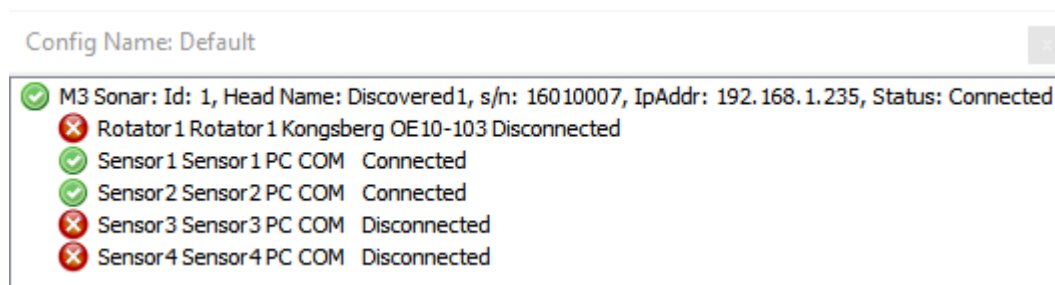 Config Name: Default
M3 Sonar: Id: 1, Head Name: Discovered1, s/n: 16010007, IpAddr: 192.168.1.235, Status: Connected
Rotator1 Rotator1 Kongsberg OE10-103 Disconnected
Sensor1 Sensor1 PC COM Connected
Sensor2 Sensor2 PC COM Connected
Sensor3 Sensor3 PC COM Disconnected
Sensor4 Sensor4 PC COM Disconnected